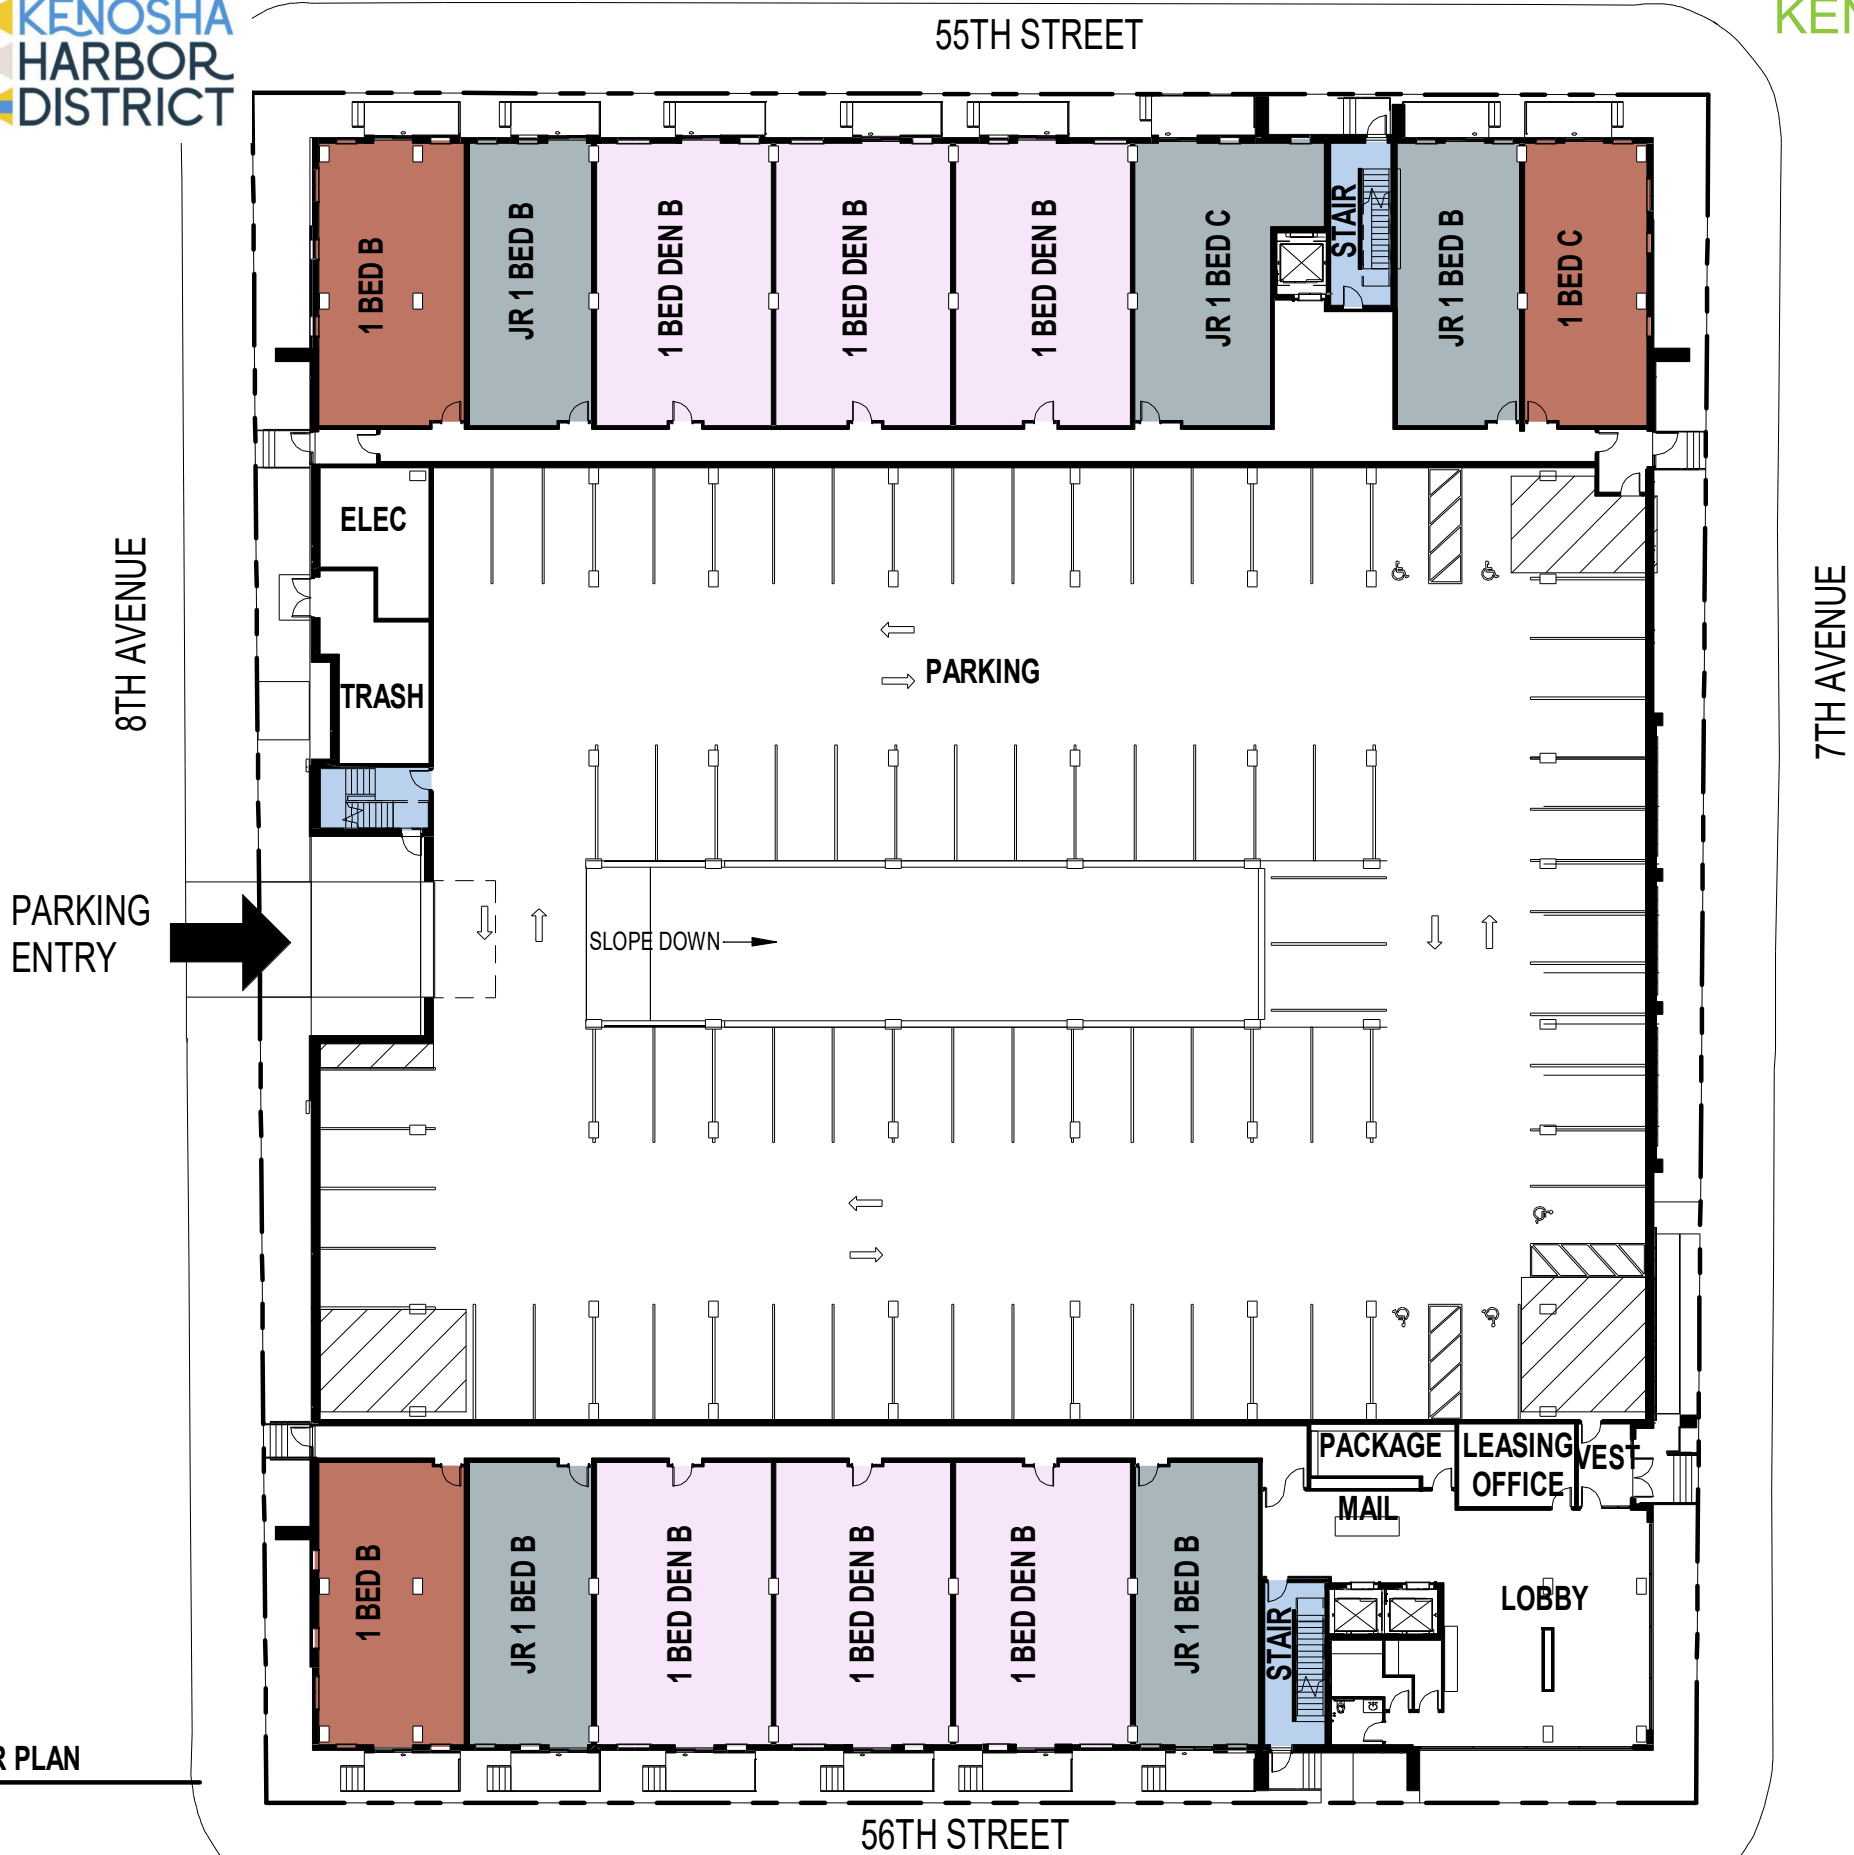 KENOSHA
HARBOR
DISTRICT
55TH STREET
KEN
1 BED B
JR 1 BED B
1 BED DEN B
1 BED DEN B
1 BED DEN B
JR 1 BED C
STAIR
JR 1 BED B
1 BED C
ELEC
TRASH
PARKING
8TH AVENUE
7TH AVENUE
PARKING
ENTRY
SLOPE DOWN
PACKAGE
LEASING
OFFICE
VEST
MAIL
LOBBY
1 BED B
JR 1 BED B
1 BED DEN B
1 BED DEN B
1 BED DEN B
JR 1 BED B
STAIR
R PLAN
56TH STREET